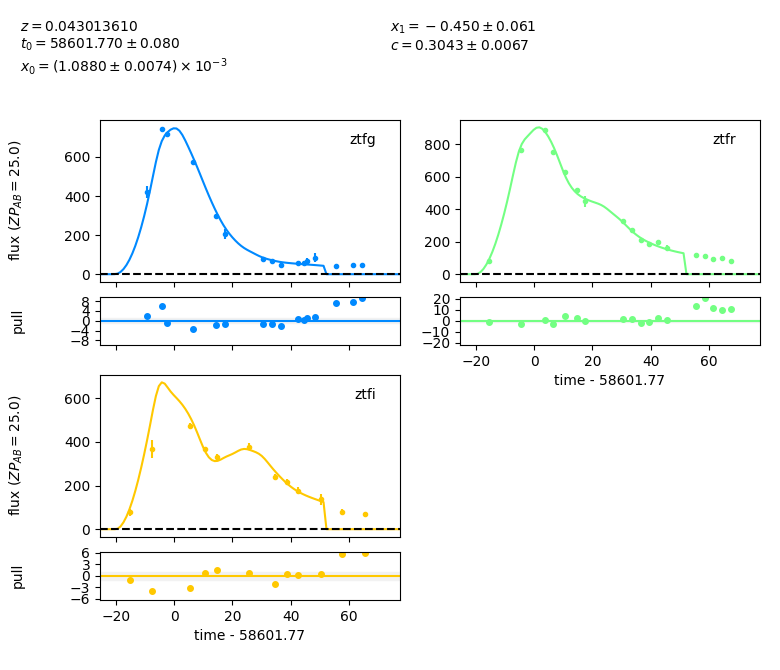 z = 0.043013610
t₀ = 58601.770 ± 0.080
x₀ = (1.0880 ± 0.0074) × 10⁻³
x₁ = −0.450 ± 0.061
c = 0.3043 ± 0.0067
flux (ZP_AB = 25.0)
600
400
200
0
ztfg
800
600
400
200
0
ztfr
pull
8
4
0
−4
−8
20
10
0
−10
−20
−20 0 20 40 60
time - 58601.77
flux (ZP_AB = 25.0)
600
400
200
0
ztfi
pull
6
3
0
−3
−6
−20 0 20 40 60
time - 58601.77